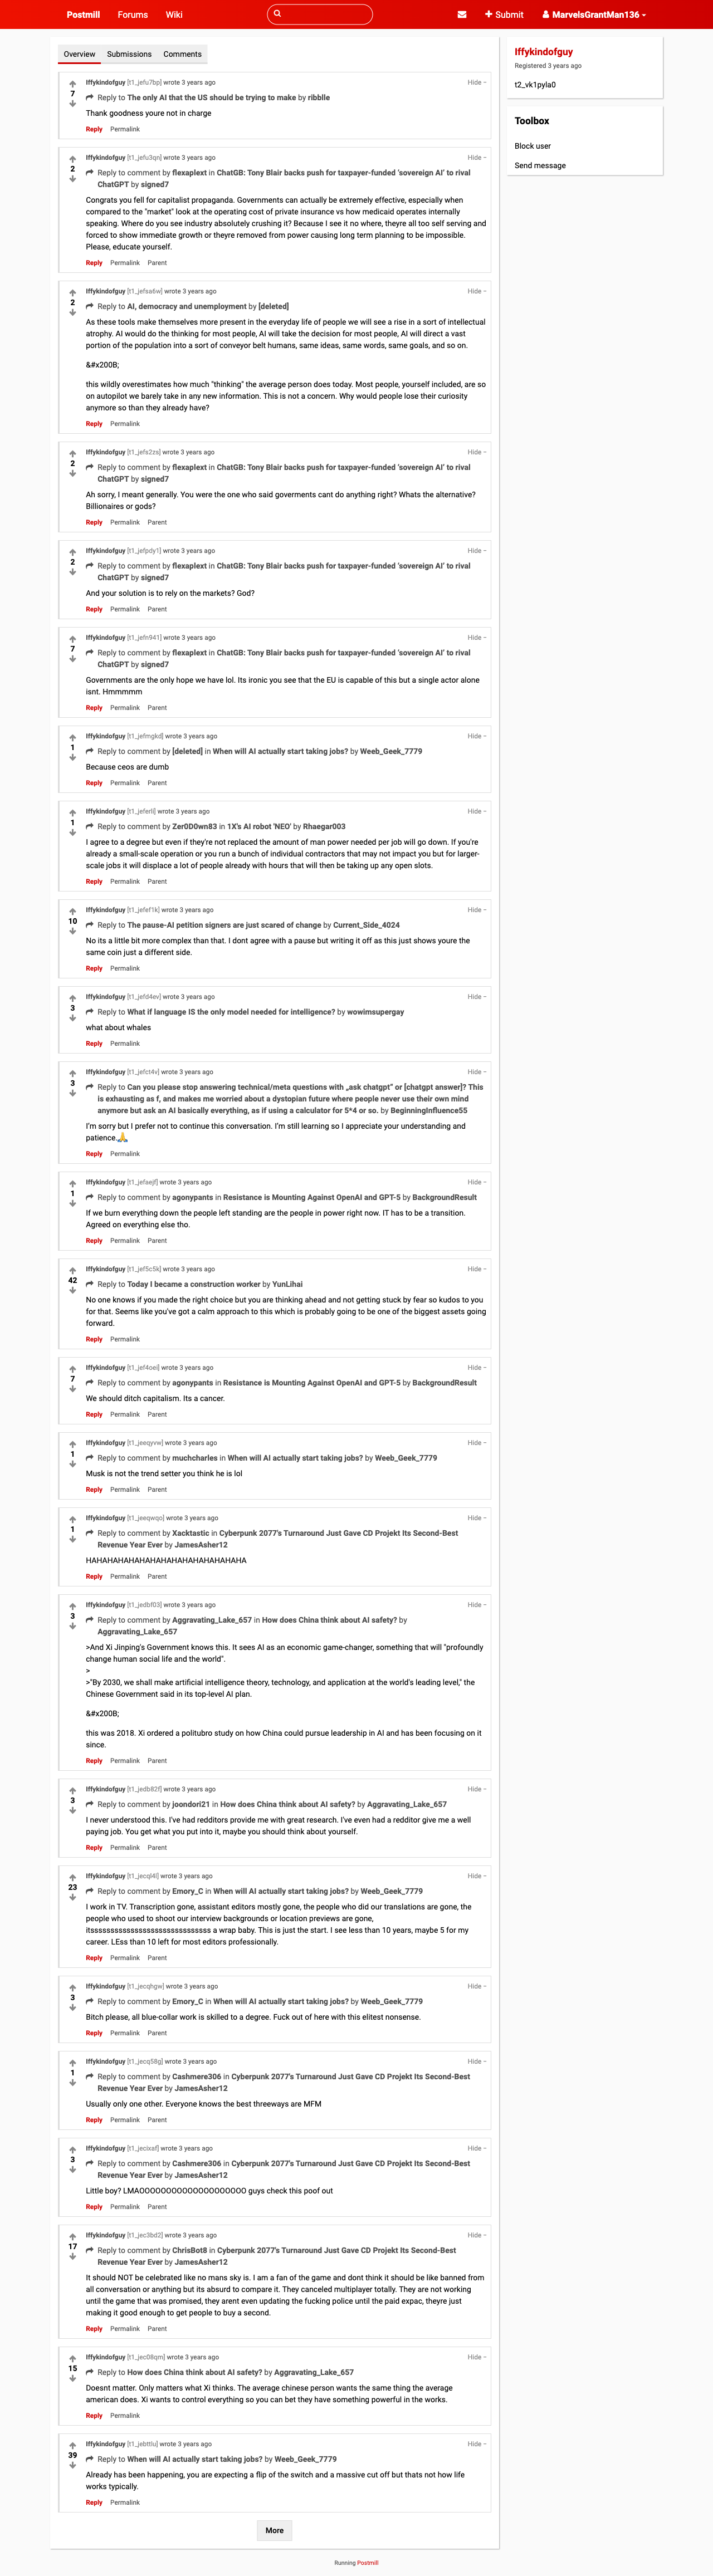 Postmill Forums Wiki Submit MarvelsGrantMan136
Overview Submissions Comments
Iffykindofguy [t1_jefu7bp] wrote 3 years ago Hide −
7
Reply to The only AI that the US should be trying to make by ribblle
Thank goodness youre not in charge
Reply Permalink
Iffykindofguy [t1_jefu3qn] wrote 3 years ago Hide −
2
Reply to comment by flexaplext in ChatGB: Tony Blair backs push for taxpayer-funded 'sovereign AI' to rival
ChatGPT by signed7
Congrats you fell for capitalist propaganda. Governments can actually be extremely effective, especially when
compared to the "market" look at the operating cost of private insurance vs how medicaid operates internally
speaking. Where do you see industry absolutely crushing it? Because I see it no where, theyre all too self serving and
forced to show immediate growth or theyre removed from power causing long term planning to be impossible.
Please, educate yourself.
Reply Permalink Parent
Iffykindofguy [t1_jefsa6w] wrote 3 years ago Hide −
2
Reply to AI, democracy and unemployment by [deleted]
As these tools make themselves more present in the everyday life of people we will see a rise in a sort of intellectual
atrophy. AI would do the thinking for most people, AI will take the decision for most people, AI will direct a vast
portion of the population into a sort of conveyor belt humans, same ideas, same words, same goals, and so on.
&#x200B;
this wildly overestimates how much "thinking" the average person does today. Most people, yourself included, are so
on autopilot we barely take in any new information. This is not a concern. Why would people lose their curiosity
anymore so than they already have?
Reply Permalink
Iffykindofguy [t1_jefs2zs] wrote 3 years ago Hide −
2
Reply to comment by flexaplext in ChatGB: Tony Blair backs push for taxpayer-funded 'sovereign AI' to rival
ChatGPT by signed7
Ah sorry, I meant generally. You were the one who said goverments cant do anything right? Whats the alternative?
Billionaires or gods?
Reply Permalink Parent
Iffykindofguy [t1_jefpdy1] wrote 3 years ago Hide −
2
Reply to comment by flexaplext in ChatGB: Tony Blair backs push for taxpayer-funded 'sovereign AI' to rival
ChatGPT by signed7
And your solution is to rely on the markets? God?
Reply Permalink Parent
Iffykindofguy [t1_jefn941] wrote 3 years ago Hide −
7
Reply to comment by flexaplext in ChatGB: Tony Blair backs push for taxpayer-funded 'sovereign AI' to rival
ChatGPT by signed7
Governments are the only hope we have lol. Its ironic you see that the EU is capable of this but a single actor alone
isnt. Hmmmmm
Reply Permalink Parent
Iffykindofguy [t1_jefmgkd] wrote 3 years ago Hide −
1
Reply to comment by [deleted] in When will AI actually start taking jobs? by Weeb_Geek_7779
Because ceos are dumb
Reply Permalink Parent
Iffykindofguy [t1_jeferli] wrote 3 years ago Hide −
1
Reply to comment by Zer0D0wn83 in 1X's AI robot 'NEO' by Rhaegar003
I agree to a degree but even if they're not replaced the amount of man power needed per job will go down. If you're
already a small-scale operation or you run a bunch of individual contractors that may not impact you but for larger-
scale jobs it will displace a lot of people already with hours that will then be taking up any open slots.
Reply Permalink Parent
Iffykindofguy [t1_jefef1k] wrote 3 years ago Hide −
10
Reply to The pause-AI petition signers are just scared of change by Current_Side_4024
No its a little bit more complex than that. I dont agree with a pause but writing it off as this just shows youre the
same coin just a different side.
Reply Permalink
Iffykindofguy [t1_jefd4ev] wrote 3 years ago Hide −
3
Reply to What if language IS the only model needed for intelligence? by wowimsupergay
what about whales
Reply Permalink
Iffykindofguy [t1_jefct4v] wrote 3 years ago Hide −
3
Reply to Can you please stop answering technical/meta questions with „ask chatgpt" or [chatgpt answer]? This
is exhausting as f, and makes me worried about a dystopian future where people never use their own mind
anymore but ask an AI basically everything, as if using a calculator for 5*4 or so. by BeginningInfluence55
I'm sorry but I prefer not to continue this conversation. I'm still learning so I appreciate your understanding and
patience.🙏
Reply Permalink
Iffykindofguy [t1_jefaejf] wrote 3 years ago Hide −
1
Reply to comment by agonypants in Resistance is Mounting Against OpenAI and GPT-5 by BackgroundResult
If we burn everything down the people left standing are the people in power right now. IT has to be a transition.
Agreed on everything else tho.
Reply Permalink Parent
Iffykindofguy [t1_jef5c5k] wrote 3 years ago Hide −
42
Reply to Today I became a construction worker by YunLihai
No one knows if you made the right choice but you are thinking ahead and not getting stuck by fear so kudos to you
for that. Seems like you've got a calm approach to this which is probably going to be one of the biggest assets going
forward.
Reply Permalink
Iffykindofguy [t1_jef4oei] wrote 3 years ago Hide −
7
Reply to comment by agonypants in Resistance is Mounting Against OpenAI and GPT-5 by BackgroundResult
We should ditch capitalism. Its a cancer.
Reply Permalink Parent
Iffykindofguy [t1_jeeqyvw] wrote 3 years ago Hide −
1
Reply to comment by muchcharles in When will AI actually start taking jobs? by Weeb_Geek_7779
Musk is not the trend setter you think he is lol
Reply Permalink Parent
Iffykindofguy [t1_jeeqwqo] wrote 3 years ago Hide −
1
Reply to comment by Xacktastic in Cyberpunk 2077's Turnaround Just Gave CD Projekt Its Second-Best
Revenue Year Ever by JamesAsher12
HAHAHAHAHAHAHAHAHAHAHAHAHAHAHA
Reply Permalink Parent
Iffykindofguy [t1_jedbf03] wrote 3 years ago Hide −
3
Reply to comment by Aggravating_Lake_657 in How does China think about AI safety? by
Aggravating_Lake_657
>And Xi Jinping's Government knows this. It sees AI as an economic game-changer, something that will "profoundly
change human social life and the world".
>
>"By 2030, we shall make artificial intelligence theory, technology, and application at the world's leading level," the
Chinese Government said in its top-level AI plan.
&#x200B;
this was 2018. Xi ordered a politubro study on how China could pursue leadership in AI and has been focusing on it
since.
Reply Permalink Parent
Iffykindofguy [t1_jedb82f] wrote 3 years ago Hide −
3
Reply to comment by joondori21 in How does China think about AI safety? by Aggravating_Lake_657
I never understood this. I've had redditors provide me with great research. I've even had a redditor give me a well
paying job. You get what you put into it, maybe you should think about yourself.
Reply Permalink Parent
Iffykindofguy [t1_jecql4l] wrote 3 years ago Hide −
23
Reply to comment by Emory_C in When will AI actually start taking jobs? by Weeb_Geek_7779
I work in TV. Transcription gone, assistant editors mostly gone, the people who did our translations are gone, the
people who used to shoot our interview backgrounds or location previews are gone,
itsssssssssssssssssssssssssssssss a wrap baby. This is just the start. I see less than 10 years, maybe 5 for my
career. LEss than 10 left for most editors professionally.
Reply Permalink Parent
Iffykindofguy [t1_jecqhgw] wrote 3 years ago Hide −
3
Reply to comment by Emory_C in When will AI actually start taking jobs? by Weeb_Geek_7779
Bitch please, all blue-collar work is skilled to a degree. Fuck out of here with this elitest nonsense.
Reply Permalink Parent
Iffykindofguy [t1_jecq58g] wrote 3 years ago Hide −
1
Reply to comment by Cashmere306 in Cyberpunk 2077's Turnaround Just Gave CD Projekt Its Second-Best
Revenue Year Ever by JamesAsher12
Usually only one other. Everyone knows the best threeways are MFM
Reply Permalink Parent
Iffykindofguy [t1_jecixaf] wrote 3 years ago Hide −
3
Reply to comment by Cashmere306 in Cyberpunk 2077's Turnaround Just Gave CD Projekt Its Second-Best
Revenue Year Ever by JamesAsher12
Little boy? LMAOOOOOOOOOOOOOOOOOOOO guys check this poof out
Reply Permalink Parent
Iffykindofguy [t1_jec3bd2] wrote 3 years ago Hide −
17
Reply to comment by ChrisBot8 in Cyberpunk 2077's Turnaround Just Gave CD Projekt Its Second-Best
Revenue Year Ever by JamesAsher12
It should NOT be celebrated like no mans sky is. I am a fan of the game and dont think it should be like banned from
all conversation or anything but its absurd to compare it. They canceled multiplayer totally. They are not working
until the game that was promised, they arent even updating the fucking police until the paid expac, theyre just
making it good enough to get people to buy a second.
Reply Permalink Parent
Iffykindofguy [t1_jec08qm] wrote 3 years ago Hide −
15
Reply to How does China think about AI safety? by Aggravating_Lake_657
Doesnt matter. Only matters what Xi thinks. The average chinese person wants the same thing the average
american does. Xi wants to control everything so you can bet they have something powerful in the works.
Reply Permalink
Iffykindofguy [t1_jebttlu] wrote 3 years ago Hide −
39
Reply to When will AI actually start taking jobs? by Weeb_Geek_7779
Already has been happening, you are expecting a flip of the switch and a massive cut off but thats not how life
works typically.
Reply Permalink
More
Iffykindofguy
Registered 3 years ago
t2_vk1pyla0
Toolbox
Block user
Send message
Running Postmill